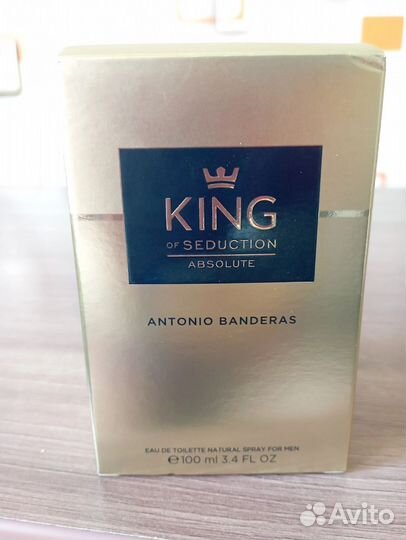 KING
OF SEDUCTION
ABSOLUTE
ANTONIO BANDERAS
EAU DE TOILETTE NATURAL SPRAY FOR MEN
℮100 ml 3.4 FL OZ
Avito